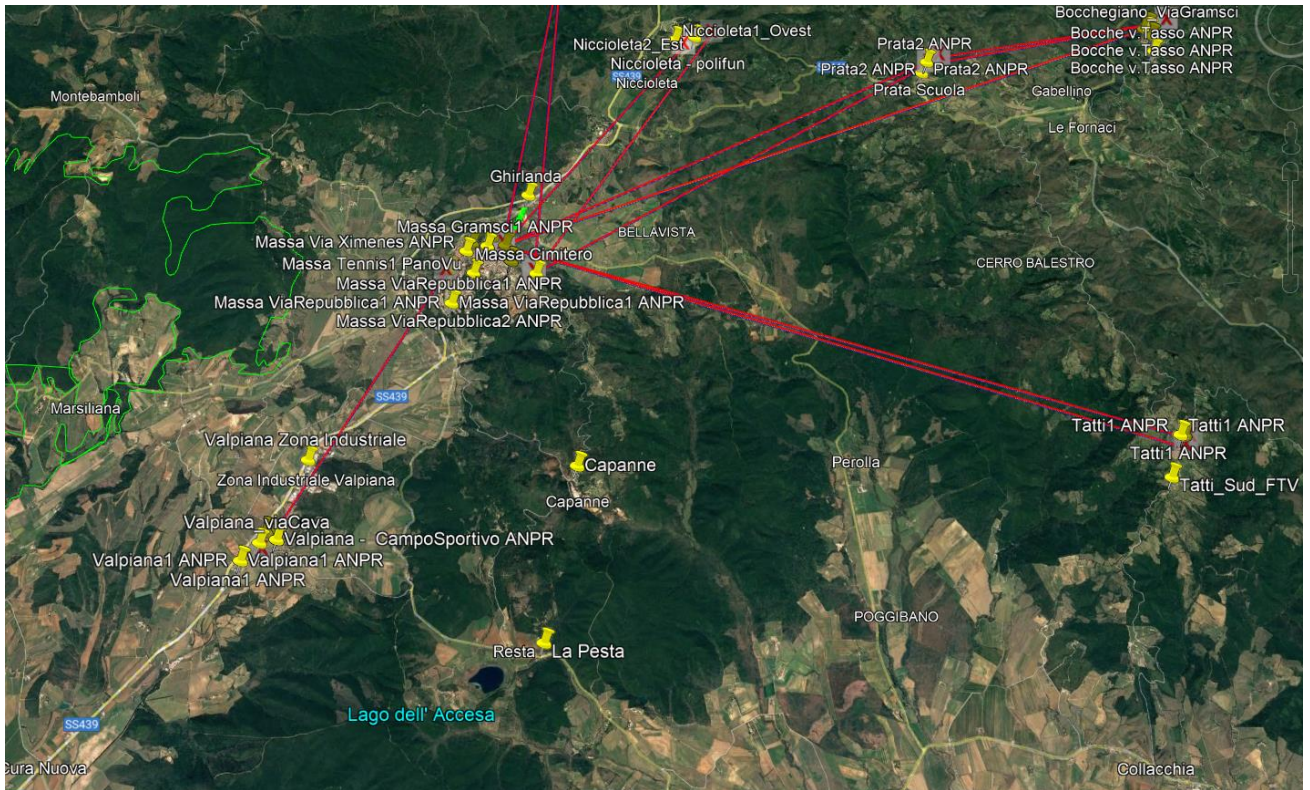 Bocchegiano_ViaGramsci
Niccioleta1_Ovest
Bocche v.Tasso ANPR
Niccioleta2_Est
Prata2 ANPR
Bocche v.Tasso ANPR
Niccioleta - polifun
Prata2 ANPR
Prata2 ANPR
Bocche v.Tasso ANPR
SS439
Niccioleta
Prata Scuola
Gabellino
Montebamboli
Le Fornaci
Ghirlanda
Massa Gramsci1 ANPR
BELLAVISTA
Massa Via Ximenes ANPR
Massa Cimitero
Massa Tennis1 PanoVu
CERRO BALESTRO
Massa ViaRepubblica1 ANPR
Massa ViaRepubblica1 ANPR
Massa ViaRepubblica1 ANPR
Massa ViaRepubblica2 ANPR
SS439
Marsiliana
Tatti1 ANPR
Tatti1 ANPR
Valpiana Zona Industriale
Tatti1 ANPR
Capanne
Perolla
Zona Industriale Valpiana
Tatti_Sud_FTV
Capanne
Valpiana_viaCava
Valpiana - CampoSportivo ANPR
Valpiana1 ANPR
Valpiana1 ANPR
Valpiana1 ANPR
POGGIBANO
Resta
La Pesta
Lago dell' Accesa
SS439
Cura Nuova
Collacchia